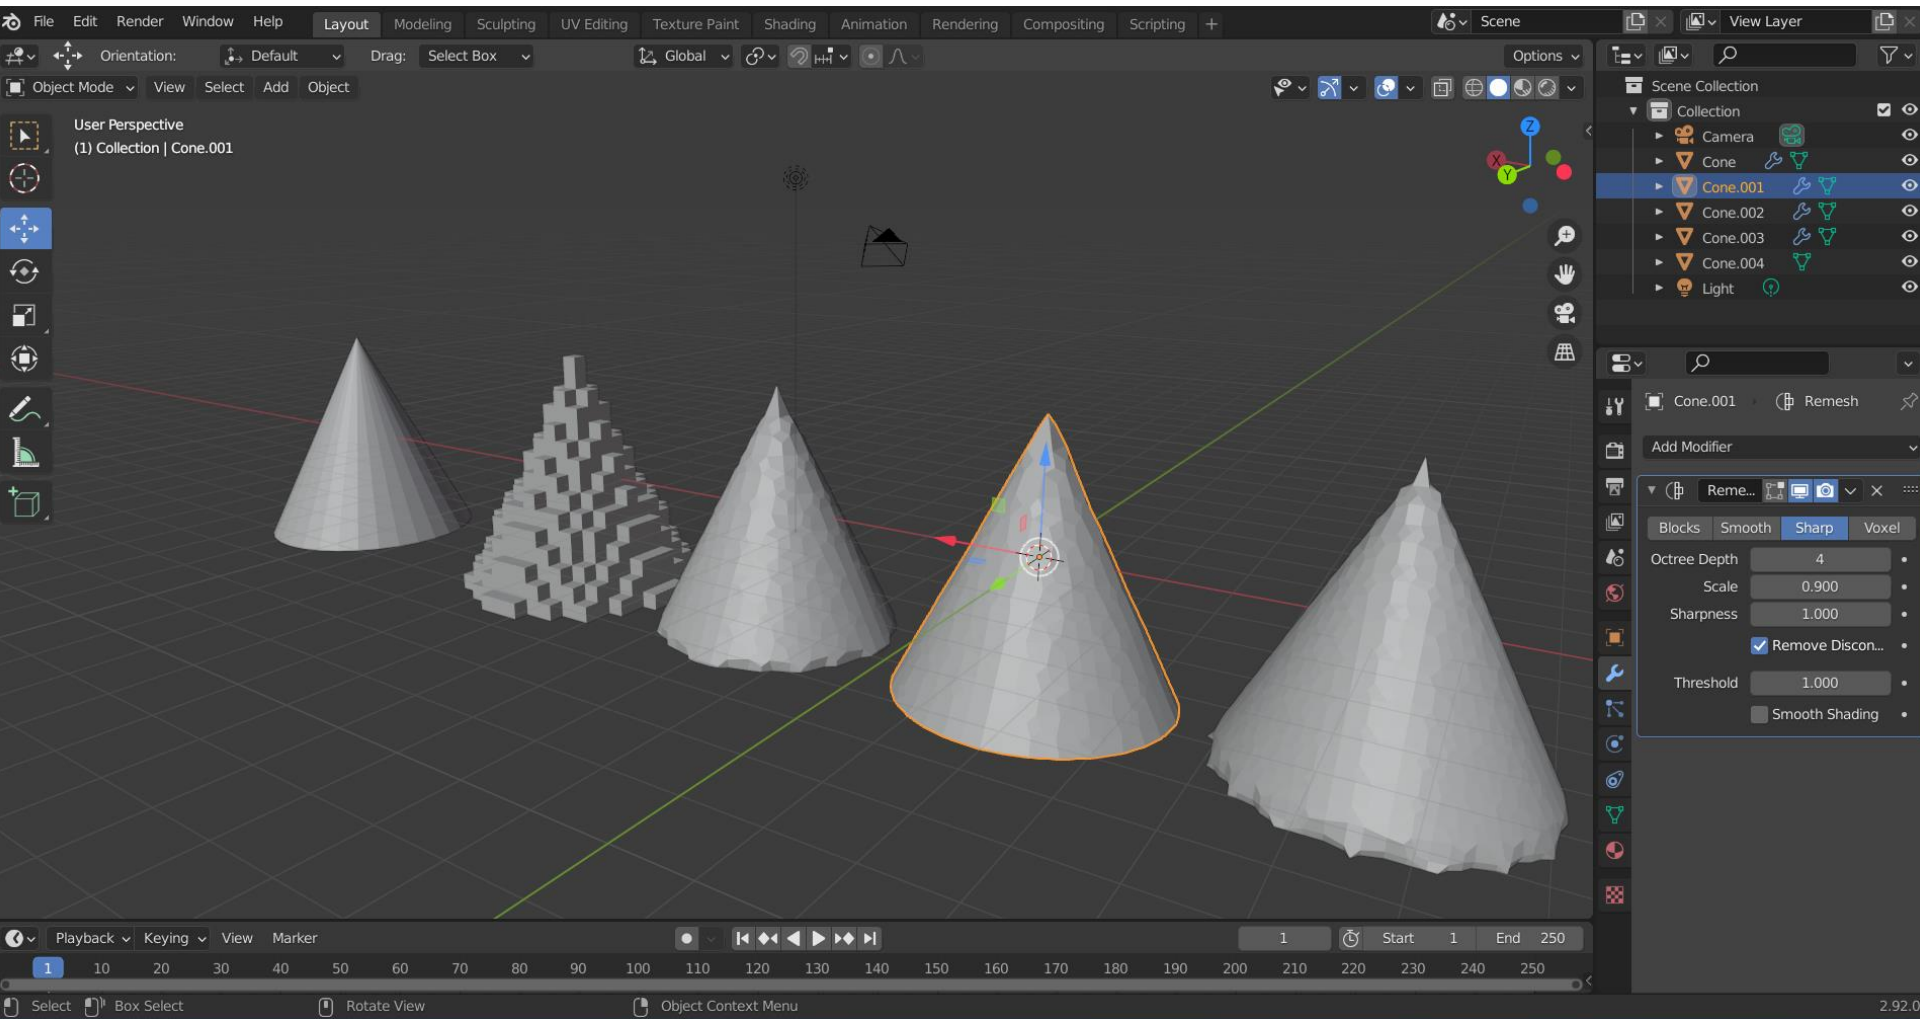 File Edit Render Window Help Layout Modeling Sculpting UV Editing Texture Paint Shading Animation Rendering Compositing Scripting + Scene View Layer
Orientation: Default Drag: Select Box Global Options
Object Mode View Select Add Object
User Perspective
(1) Collection | Cone.001
Z
X
Y
Scene Collection
Collection
Camera
Cone
Cone.001
Cone.002
Cone.003
Cone.004
Light
Cone.001 Remesh
Add Modifier
Reme...
Blocks Smooth Sharp Voxel
Octree Depth 4
Scale 0.900
Sharpness 1.000
Remove Discon...
Threshold 1.000
Smooth Shading
Playback Keying View Marker 1 Start 1 End 250
1 10 20 30 40 50 60 70 80 90 100 110 120 130 140 150 160 170 180 190 200 210 220 230 240 250
Select Box Select Rotate View Object Context Menu 2.92.0